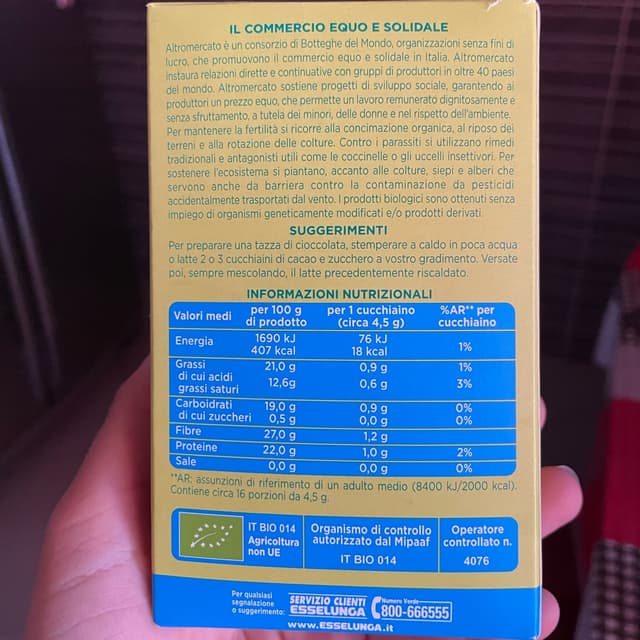 IL COMMERCIO EQUO E SOLIDALE
Altromercato è un consorzio di Botteghe del Mondo, organizzazioni senza fini di
lucro, che promuovono il commercio equo e solidale in Italia. Altromercato
instaura relazioni dirette e continuative con gruppi di produttori in oltre 40 paesi
del mondo. Altromercato sostiene progetti di sviluppo sociale, garantendo ai
produttori un prezzo equo, che permette un lavoro remunerato dignitosamente e
senza sfruttamento, a tutela dei minori, delle donne e nel rispetto dell'ambiente.
Per mantenere la fertilità si ricorre alla concimazione organica, al riposo dei
terreni e alla rotazione delle colture. Contro i parassiti si utilizzano rimedi
tradizionali e antagonisti utili come le coccinelle o gli uccelli insettivori. Per
sostenere l'ecosistema si piantano, accanto alle colture, siepi e alberi che
servono anche da barriera contro la contaminazione da pesticidi
accidentalmente trasportati dal vento. I prodotti biologici sono ottenuti senza
impiego di organismi geneticamente modificati e/o prodotti derivati.
SUGGERIMENTI
Per preparare una tazza di cioccolata, stemperare a caldo in poca acqua
o latte 2 o 3 cucchiaini di cacao e zucchero a vostro gradimento. Versate
poi, sempre mescolando, il latte precedentemente riscaldato.
INFORMAZIONI NUTRIZIONALI
Valori medi per 100 g di prodotto per 1 cucchiaino (circa 4,5 g) %AR** per cucchiaino
Energia 1690 kJ 76 kJ 1%
407 kcal 18 kcal
Grassi 21,0 g 0,9 g 1%
di cui acidi grassi saturi 12,6g 0,6 g 3%
Carboidrati 19,0 g 0,9 g 0%
di cui zuccheri 0,5 g 0,0 g 0%
Fibre 27,0 g 1,2 g
Proteine 22,0 g 1,0 g 2%
Sale 0,0 g 0,0 g 0%
**AR: assunzioni di riferimento di un adulto medio (8400 kJ/2000 kcal).
Contiene circa 16 porzioni da 4,5 g.
IT BIO 014
Agricoltura
non UE
Organismo di controllo
autorizzato dal Mipaaf
IT BIO 014
Operatore
controllato n.
4076
Per qualsiasi
segnalazione
o suggerimento:
SERVIZIO CLIENTI
ESSELUNGA
Numero Verde
800-666555
www.ESSELUNGA.it